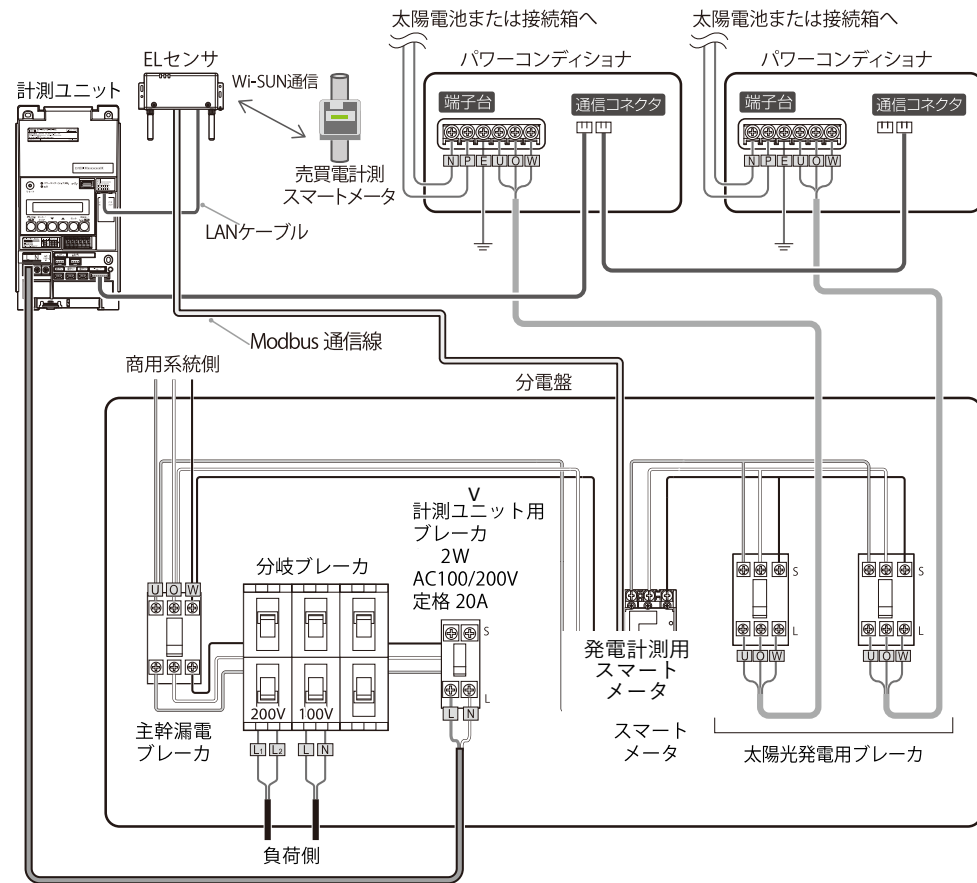 太陽電池または接続箱へ
太陽電池または接続箱へ
ELセンサ
Wi-SUN通信
パワーコンディショナ
パワーコンディショナ
計測ユニット
端子台
通信コネクタ
端子台
通信コネクタ
N P E U O W
N P E U O W
売買電計測
スマートメータ
LANケーブル
Modbus 通信線
商用系統側
分電盤
V
計測ユニット用
ブレーカ
2W
AC100/200V
定格 20A
分岐ブレーカ
U O W
S
L
L N
S
L
U O W
S
L
U O W
発電計測用
スマート
メータ
スマート
メータ
200V
100V
主幹漏電
ブレーカ
L1 L2
L N
太陽光発電用ブレーカ
負荷側